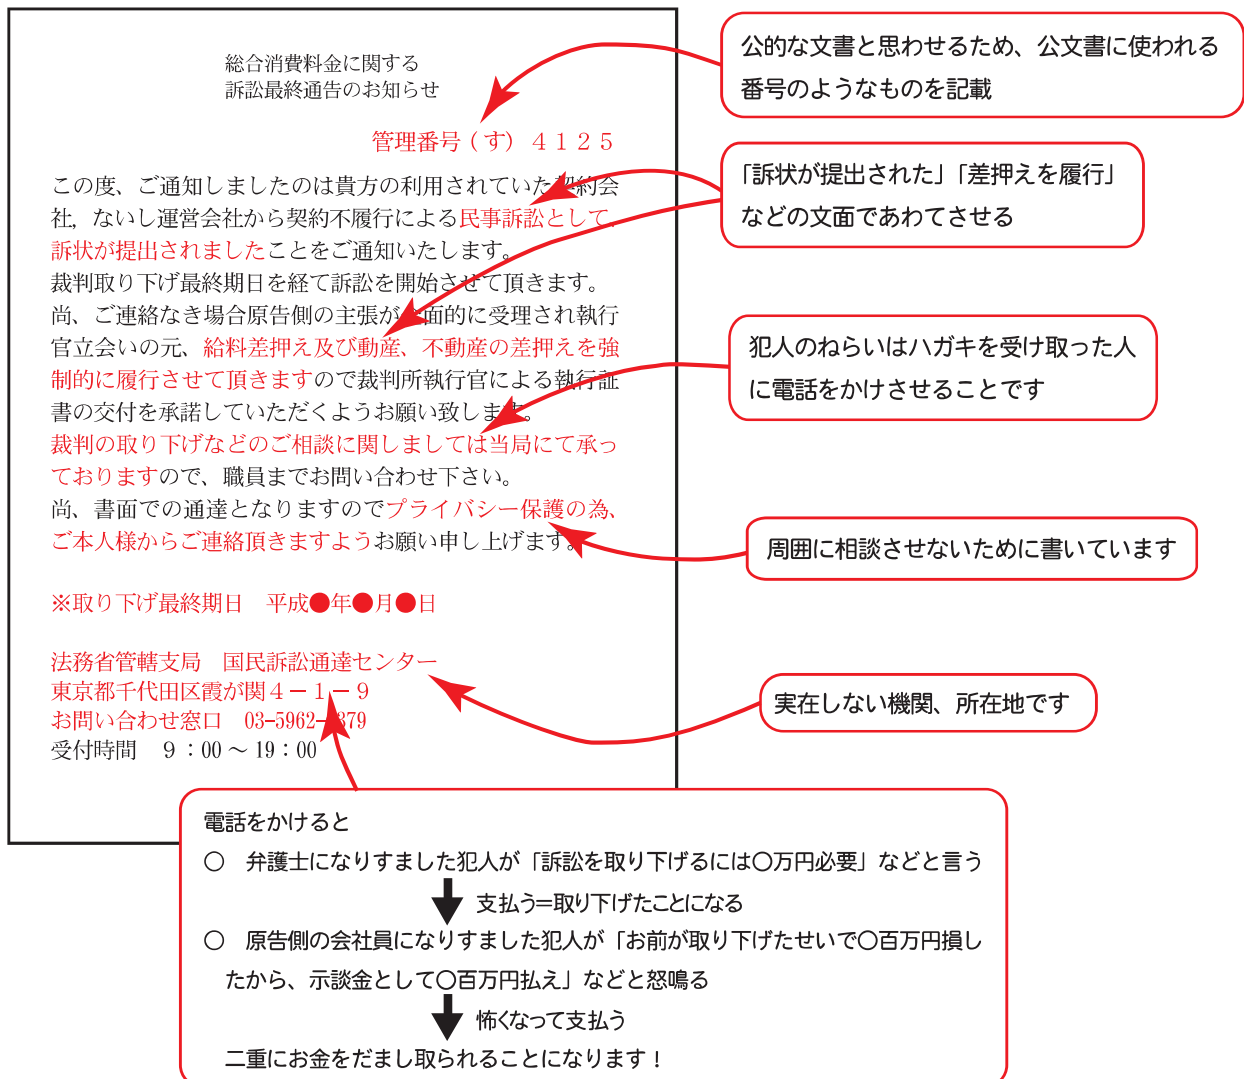 総合消費料金に関する
訴訟最終通告のお知らせ
管理番号（す）４１２５
この度、ご通知しましたのは貴方の利用されていた契約会
社，ないし運営会社から契約不履行による民事訴訟として、
訴状が提出されましたことをご通知いたします。
裁判取り下げ最終期日を経て訴訟を開始させて頂きます。
尚、ご連絡なき場合原告側の主張が全面的に受理され執行
官立会いの元、給料差押え及び動産、不動産の差押えを強
制的に履行させて頂きますので裁判所執行官による執行証
書の交付を承諾していただくようお願い致します。
裁判の取り下げなどのご相談に関しましては当局にて承っ
ておりますので、職員までお問い合わせ下さい。
尚、書面での通達となりますのでプライバシー保護の為、
ご本人様からご連絡頂きますようお願い申し上げます。
※取り下げ最終期日　平成●年●月●日
法務省管轄支局　国民訴訟通達センター
東京都千代田区霞が関４－１－９
お問い合わせ窓口　03-5962-379
受付時間　９：00～19：00
公的な文書と思わせるため、公文書に使われる
番号のようなものを記載
「訴状が提出された」「差押えを履行」
などの文面であわてさせる
犯人のねらいはハガキを受け取った人
に電話をかけさせることです
周囲に相談させないために書いています
実在しない機関、所在地です
電話をかけると
〇　弁護士になりすました犯人が「訴訟を取り下げるには〇万円必要」などと言う
支払う＝取り下げたことになる
〇　原告側の会社員になりすました犯人が「お前が取り下げたせいで〇百万円損し
たから、示談金として〇百万円払え」などと怒鳴る
怖くなって支払う
二重にお金をだまし取られることになります！